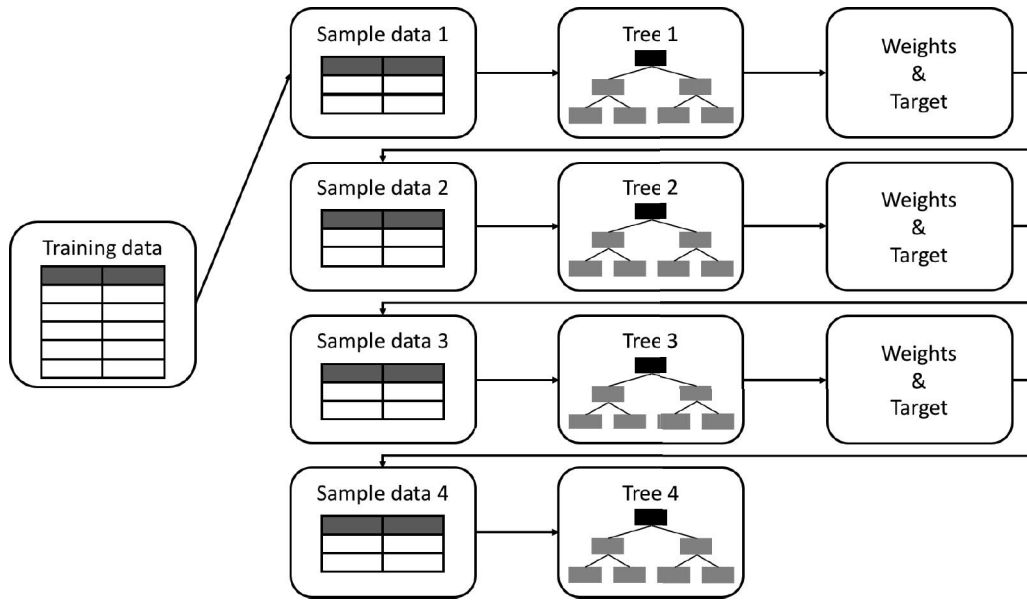 Sample data 1
Tree 1
Weights
&
Target
Sample data 2
Tree 2
Weights
&
Target
Training data
Sample data 3
Tree 3
Weights
&
Target
Sample data 4
Tree 4